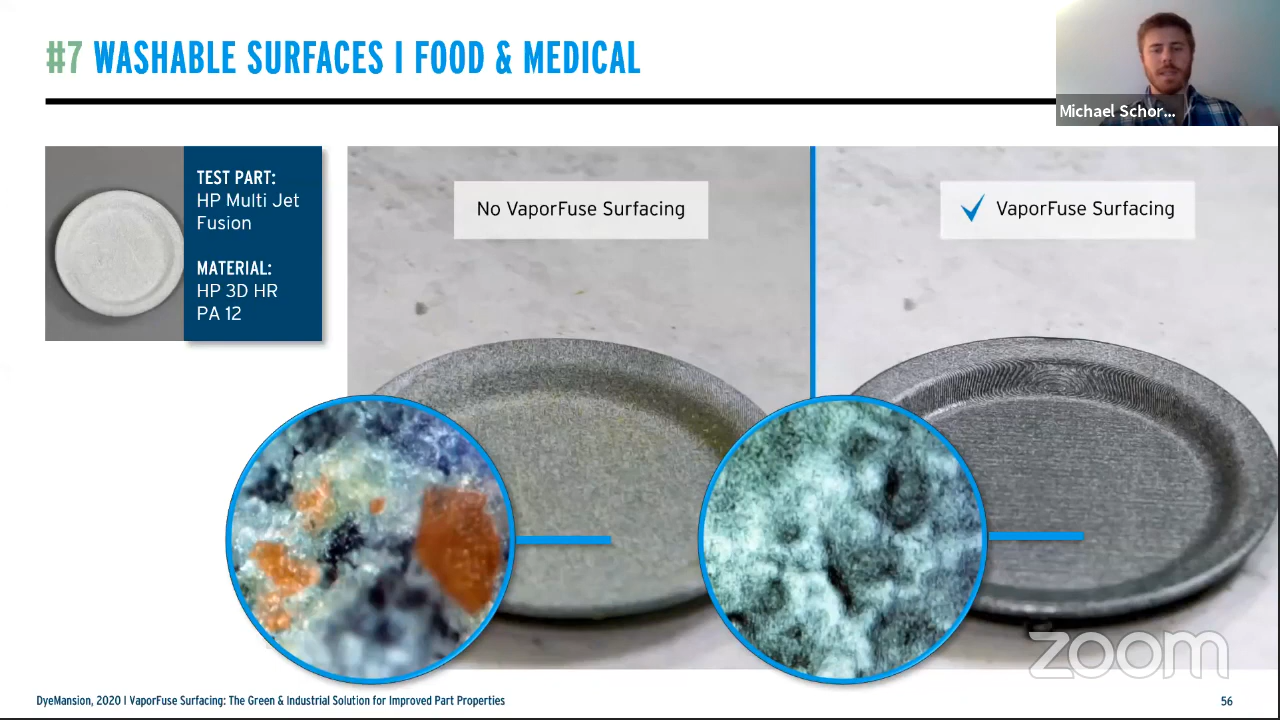 #7 WASHABLE SURFACES I FOOD & MEDICAL
Michael Schor...
TEST PART:
HP Multi Jet
Fusion
MATERIAL:
HP 3D HR
PA 12
No VaporFuse Surfacing
VaporFuse Surfacing
zoom
DyeMansion, 2020 I VaporFuse Surfacing: The Green & Industrial Solution for Improved Part Properties
56